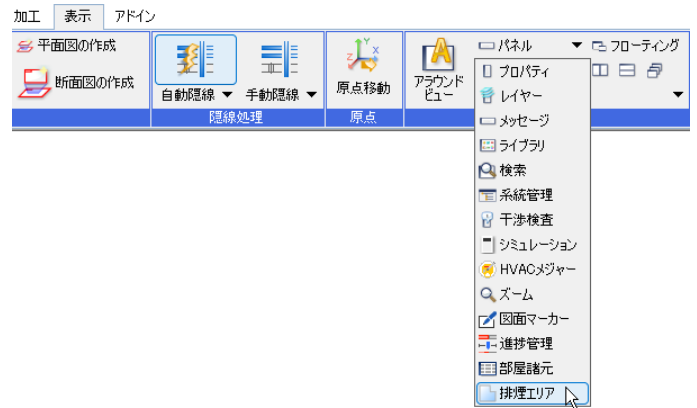 加工 表示 アドイン
平面図の作成
断面図の作成
自動隠線
手動隠線
隠線処理
原点移動
原点
アラウンド
ビュー
パネル
フローティング
プロパティ
レイヤー
メッセージ
ライブラリ
検索
系統管理
干渉検査
シミュレーション
HVACメジャー
ズーム
図面マーカー
進捗管理
部屋諸元
排煙エリア